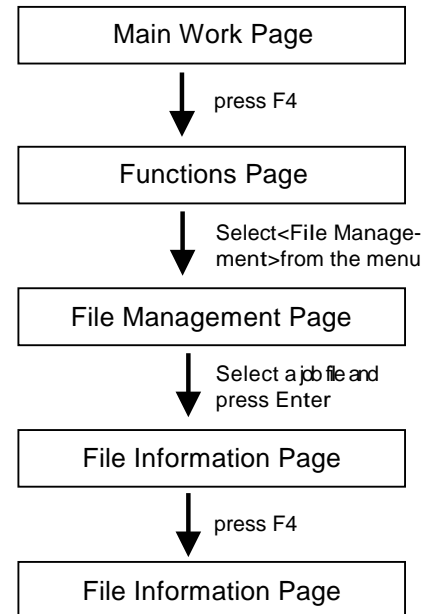 Main Work Page
press F4
Functions Page
Select<File Manage-
ment>from the menu
File Management Page
Select a job file and
press Enter
File Information Page
press F4
File Information Page